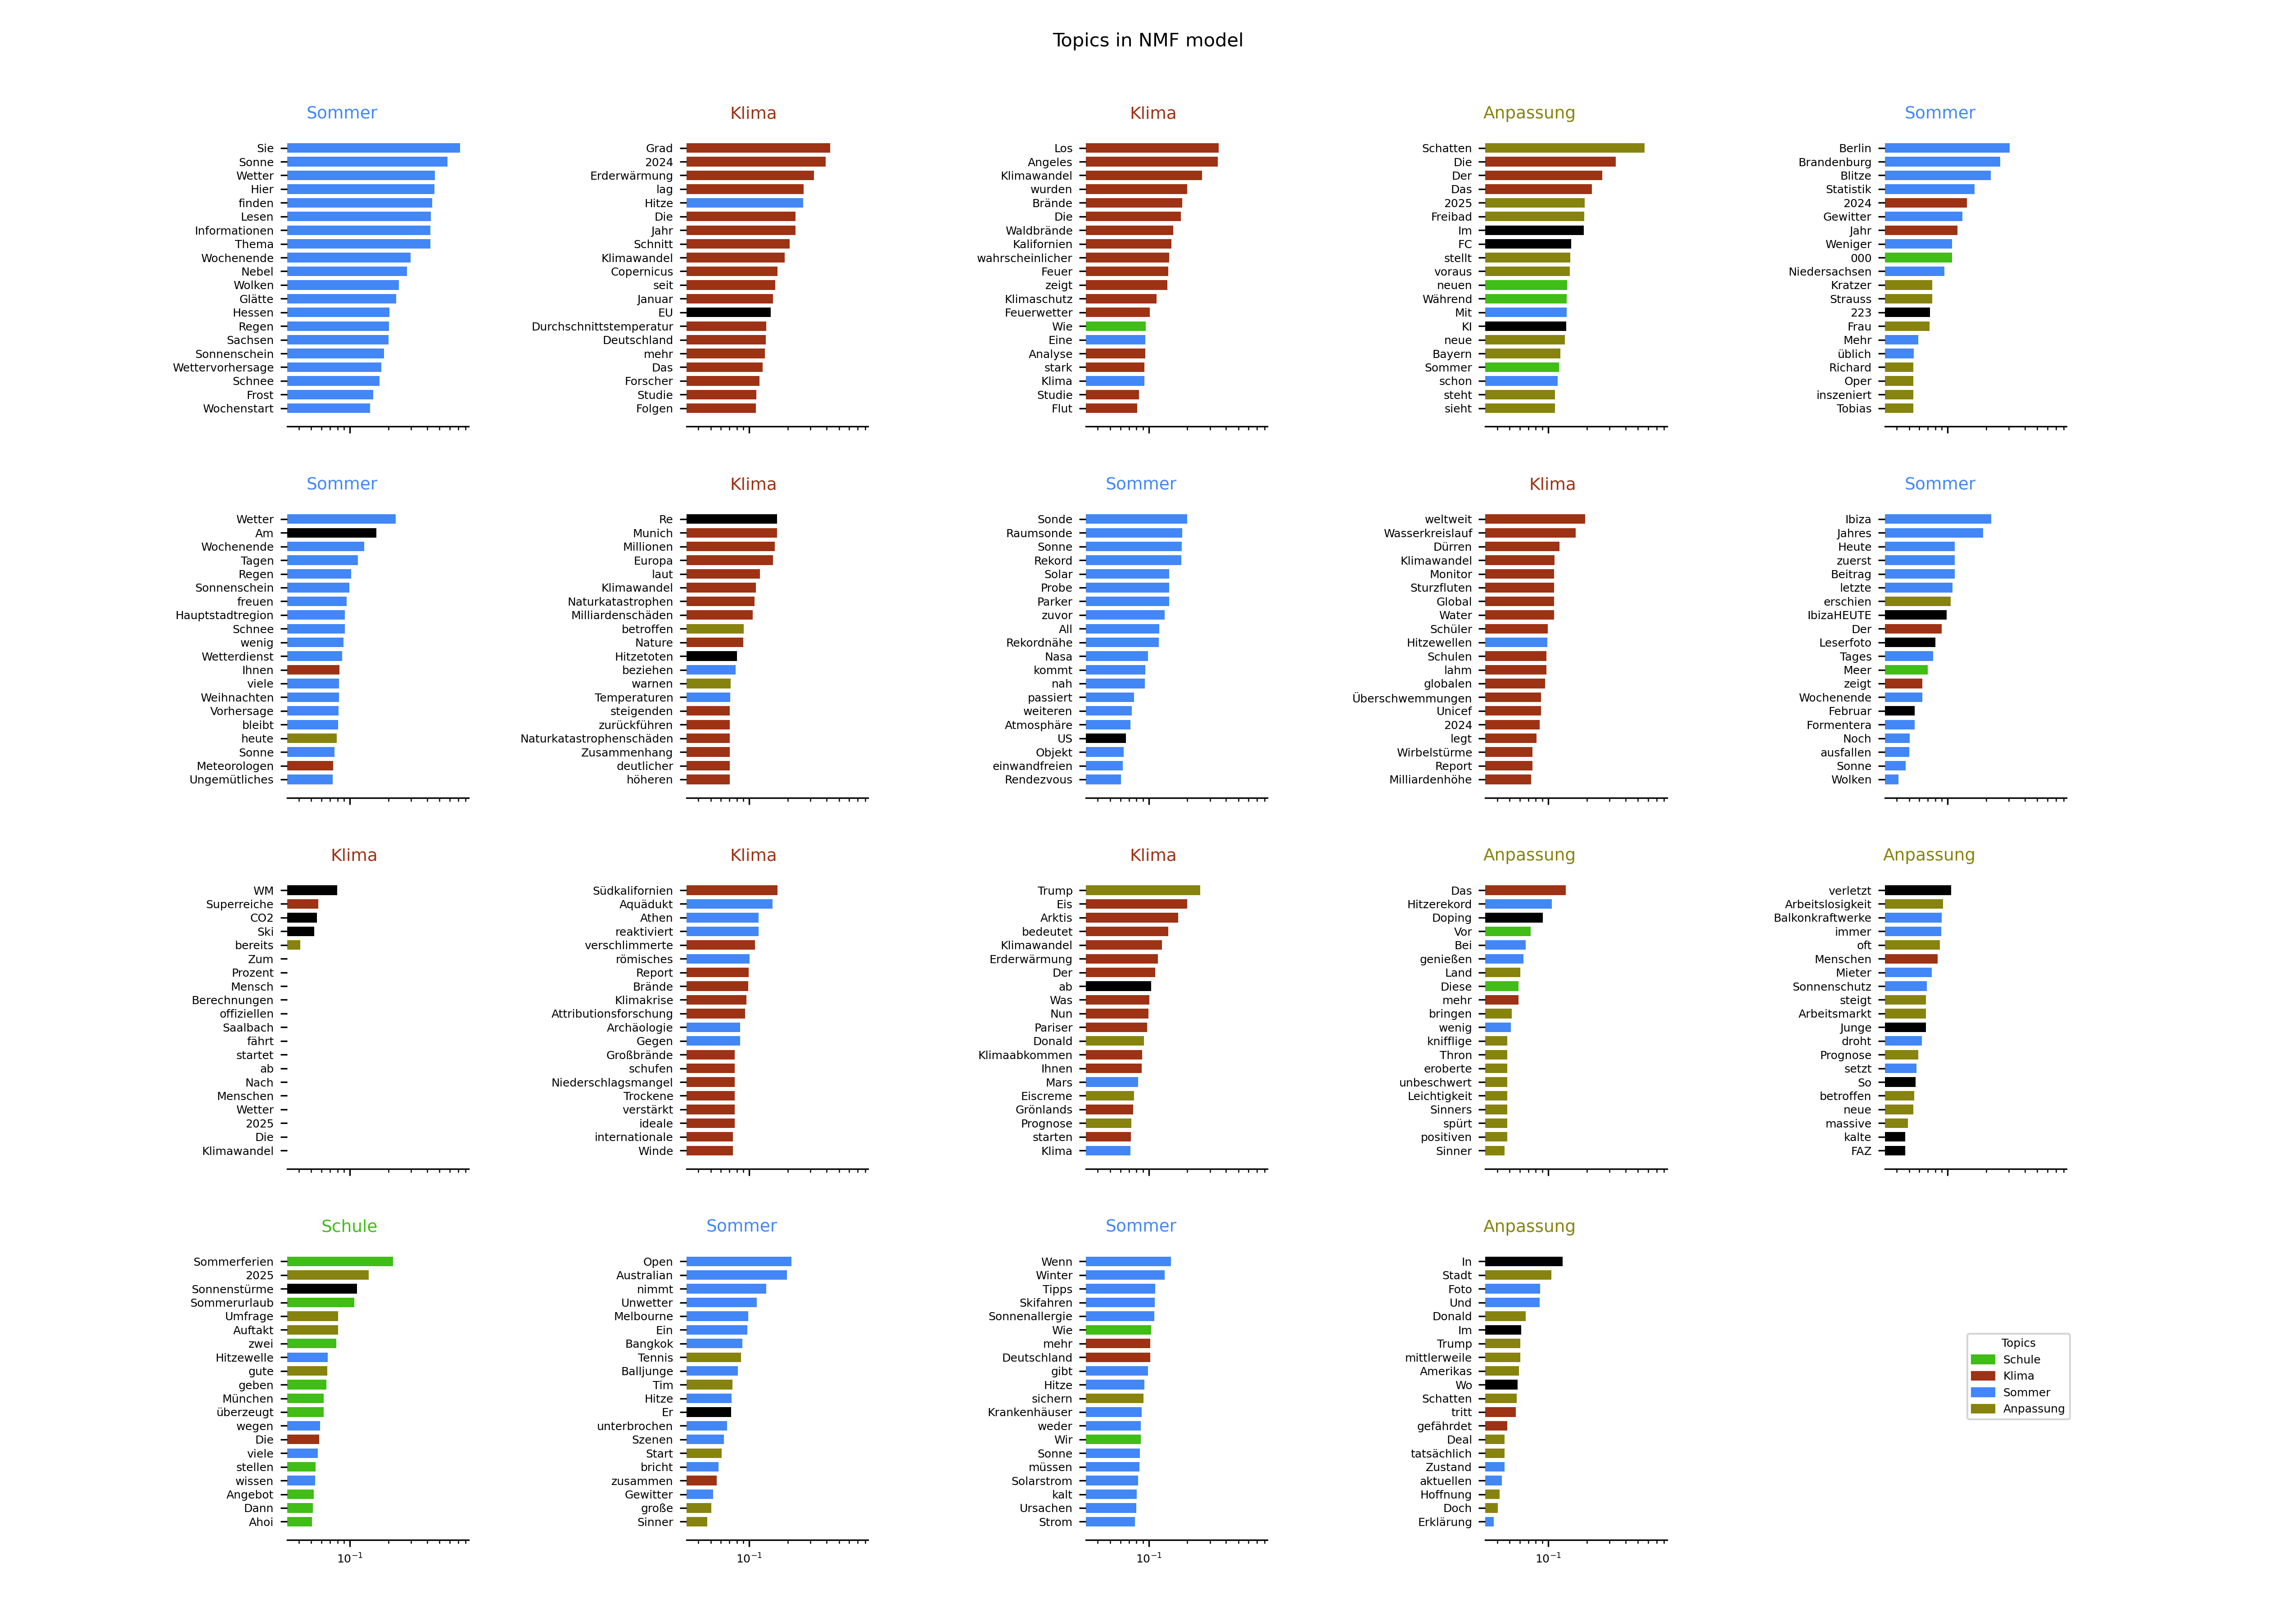 Topics in NMF model
Sommer
Sie
Sonne
Wetter
Hier
finden
Lesen
Informationen
Thema
Wochenende
Nebel
Wolken
Glätte
Hessen
Regen
Sachsen
Sonnenschein
Wettervorhersage
Schnee
Frost
Wochenstart
Klima
Grad
2024
Erderwärmung
lag
Hitze
Die
Jahr
Schnitt
Klimawandel
Copernicus
seit
Januar
EU
Durchschnittstemperatur
Deutschland
mehr
Das
Forscher
Studie
Folgen
Klima
Los
Angeles
Klimawandel
wurden
Brände
Die
Waldbrände
Kalifornien
wahrscheinlicher
Feuer
zeigt
Klimaschutz
Feuerwetter
Wie
Eine
Analyse
stark
Klima
Studie
Flut
Anpassung
Schatten
Die
Der
Das
2025
Freibad
Im
FC
stellt
voraus
neuen
Während
Mit
KI
neue
Bayern
Sommer
schon
steht
sieht
Sommer
Berlin
Brandenburg
Blitze
Statistik
2024
Gewitter
Jahr
Weniger
000
Niedersachsen
Kratzer
Strauss
223
Frau
Mehr
üblich
Richard
Oper
inszeniert
Tobias
Sommer
Wetter
Am
Wochenende
Tagen
Regen
Sonnenschein
freuen
Hauptstadtregion
Schnee
wenig
Wetterdienst
Ihnen
viele
Weihnachten
Vorhersage
bleibt
heute
Sonne
Meteorologen
Ungemütliches
Klima
Re
Munich
Millionen
Europa
laut
Klimawandel
Naturkatastrophen
Milliardenschäden
betroffen
Nature
Hitzetoten
beziehen
warnen
Temperaturen
steigenden
zurückführen
Naturkatastrophenschäden
Zusammenhang
deutlicher
höheren
Sommer
Sonde
Raumsonde
Sonne
Rekord
Solar
Probe
Parker
zuvor
All
Rekordnähe
Nasa
kommt
nah
passiert
weiteren
Atmosphäre
US
Objekt
einwandfreien
Rendezvous
Klima
weltweit
Wasserkreislauf
Dürren
Klimawandel
Monitor
Sturzfluten
Global
Water
Schüler
Hitzewellen
Schulen
lahm
globalen
Überschwemmungen
Unicef
2024
legt
Wirbelstürme
Report
Milliardenhöhe
Sommer
Ibiza
Jahres
Heute
zuerst
Beitrag
letzte
erschien
IbizaHEUTE
Der
Leserfoto
Tages
Meer
zeigt
Wochenende
Februar
Formentera
Noch
ausfallen
Sonne
Wolken
Klima
WM
Superreiche
CO2
Ski
bereits
Zum
Prozent
Mensch
Berechnungen
offiziellen
Saalbach
fährt
startet
ab
Nach
Menschen
Wetter
2025
Die
Klimawandel
Klima
Südkalifornien
Aquädukt
Athen
reaktiviert
verschlimmerte
römisches
Report
Brände
Klimakrise
Attributionsforschung
Archäologie
Gegen
Großbrände
schufen
Niederschlagsmangel
Trockene
verstärkt
ideale
internationale
Winde
Klima
Trump
Eis
Arktis
bedeutet
Klimawandel
Erderwärmung
Der
ab
Was
Nun
Pariser
Donald
Klimaabkommen
Ihnen
Mars
Eiscreme
Grönlands
Prognose
starten
Klima
Anpassung
Das
Hitzerekord
Doping
Vor
Bei
genießen
Land
Diese
mehr
bringen
wenig
knifflige
Thron
eroberte
unbeschwert
Leichtigkeit
Sinners
spürt
positiven
Sinner
Anpassung
verletzt
Arbeitslosigkeit
Balkonkraftwerke
immer
oft
Menschen
Mieter
Sonnenschutz
steigt
Arbeitsmarkt
Junge
droht
Prognose
setzt
So
betroffen
neue
massive
kalte
FAZ
Schule
Sommerferien
2025
Sonnenstürme
Sommerurlaub
Umfrage
Auftakt
zwei
Hitzewelle
gute
geben
München
überzeugt
wegen
Die
viele
stellen
wissen
Angebot
Dann
Ahoi
10⁻¹
Sommer
Open
Australian
nimmt
Unwetter
Melbourne
Ein
Bangkok
Tennis
Balljunge
Tim
Hitze
Er
unterbrochen
Szenen
Start
bricht
zusammen
Gewitter
große
Sinner
10⁻¹
Sommer
Wenn
Winter
Tipps
Skifahren
Sonnenallergie
Wie
mehr
Deutschland
gibt
Hitze
sichern
Krankenhäuser
weder
Wir
Sonne
müssen
Solarstrom
kalt
Ursachen
Strom
10⁻¹
Anpassung
In
Stadt
Foto
Und
Donald
Im
Trump
mittlerweile
Amerikas
Wo
Schatten
tritt
gefährdet
Deal
tatsächlich
Zustand
aktuellen
Hoffnung
Doch
Erklärung
10⁻¹
Topics
Schule
Klima
Sommer
Anpassung